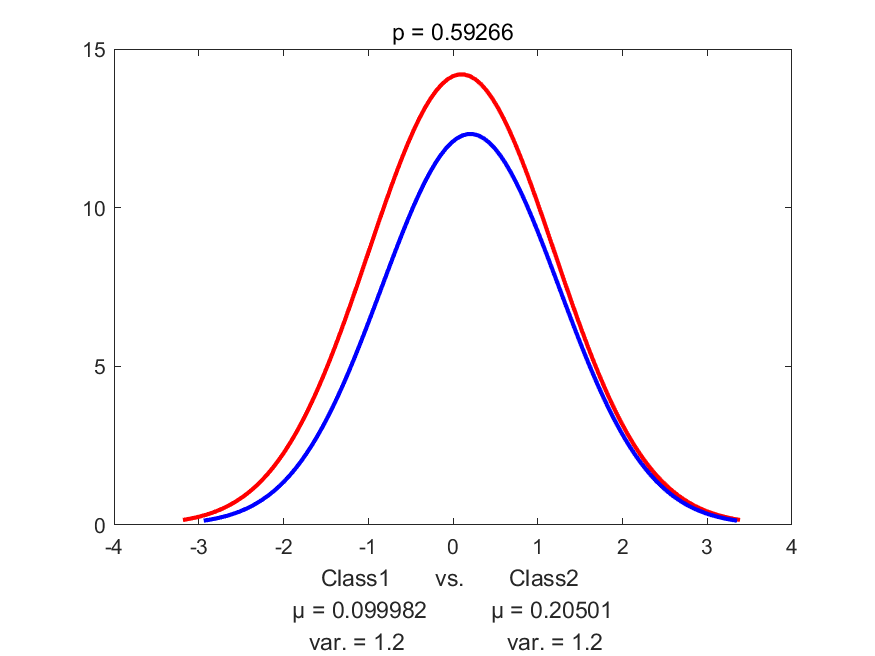 p = 0.59266
15
10
5
0
-4 -3 -2 -1 0 1 2 3 4
Class1 vs. Class2
μ = 0.099982 μ = 0.20501
var. = 1.2 var. = 1.2